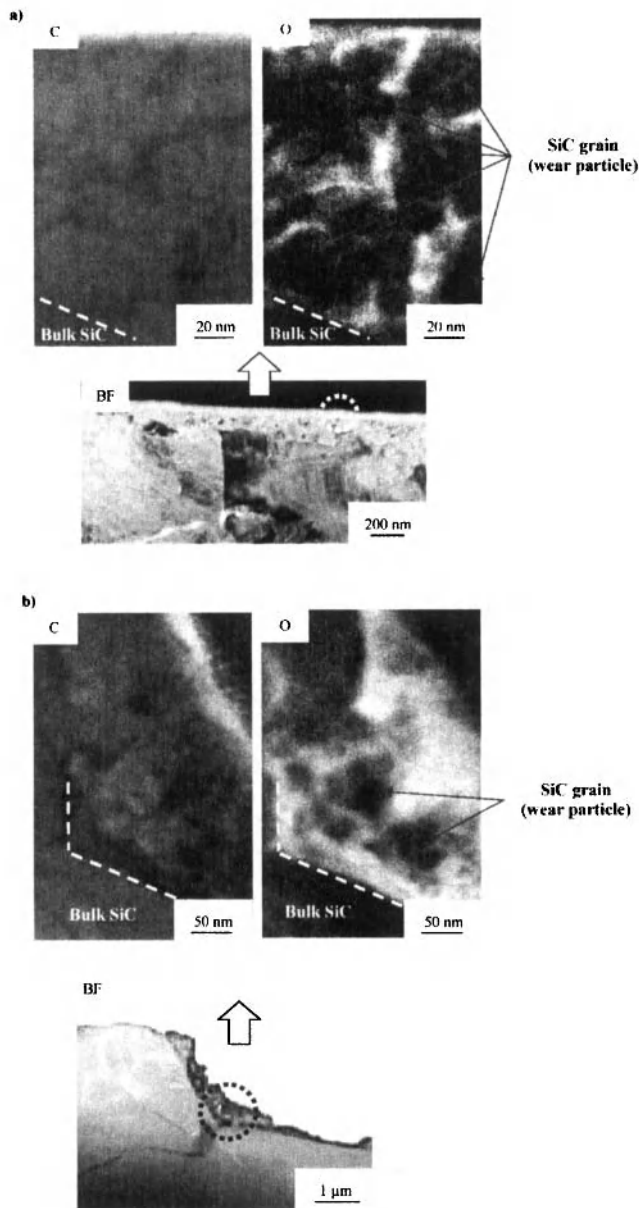 a)
C
O
SiC grain
(wear particle)
Bulk SiC
20 nm
Bulk SiC
20 nm
BF
200 nm
b)
C
O
SiC grain
(wear particle)
Bulk SiC
50 nm
Bulk SiC
50 nm
BF
1 µm